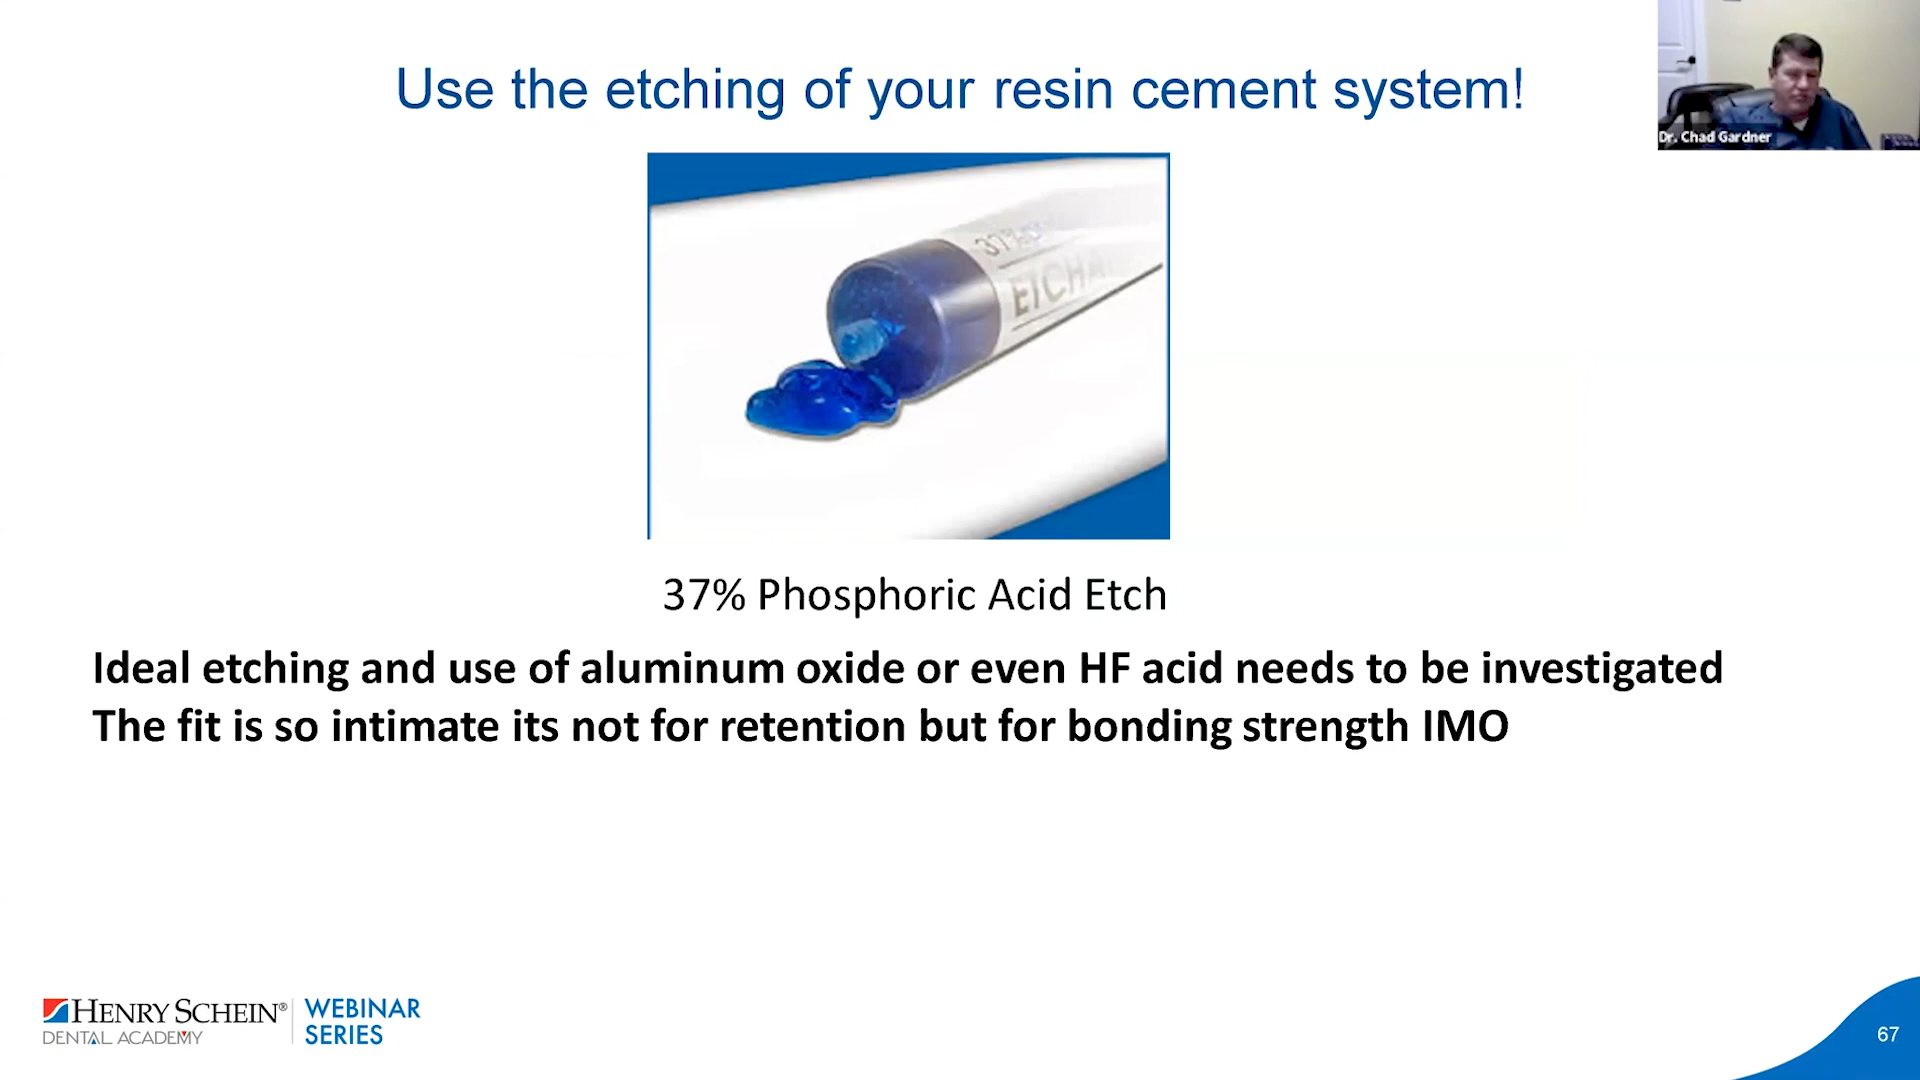 Use the etching of your resin cement system!
Dr. Chad Gardner
37%
ETCHA
37% Phosphoric Acid Etch
Ideal etching and use of aluminum oxide or even HF acid needs to be investigated
The fit is so intimate its not for retention but for bonding strength IMO
HENRY SCHEIN®
DENTAL ACADEMY
WEBINAR
SERIES
67